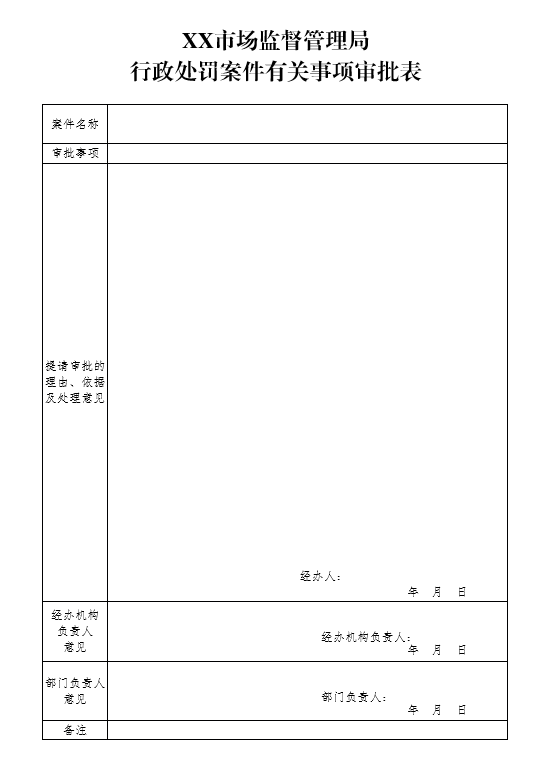 XX市场监督管理局
行政处罚案件有关事项审批表
案件名称
审批事项
提请审批的
理由、依据
及处理意见
经办人：
年 月 日
经办机构
负责人
意见
经办机构负责人：
年 月 日
部门负责人
意见
部门负责人：
年 月 日
备注